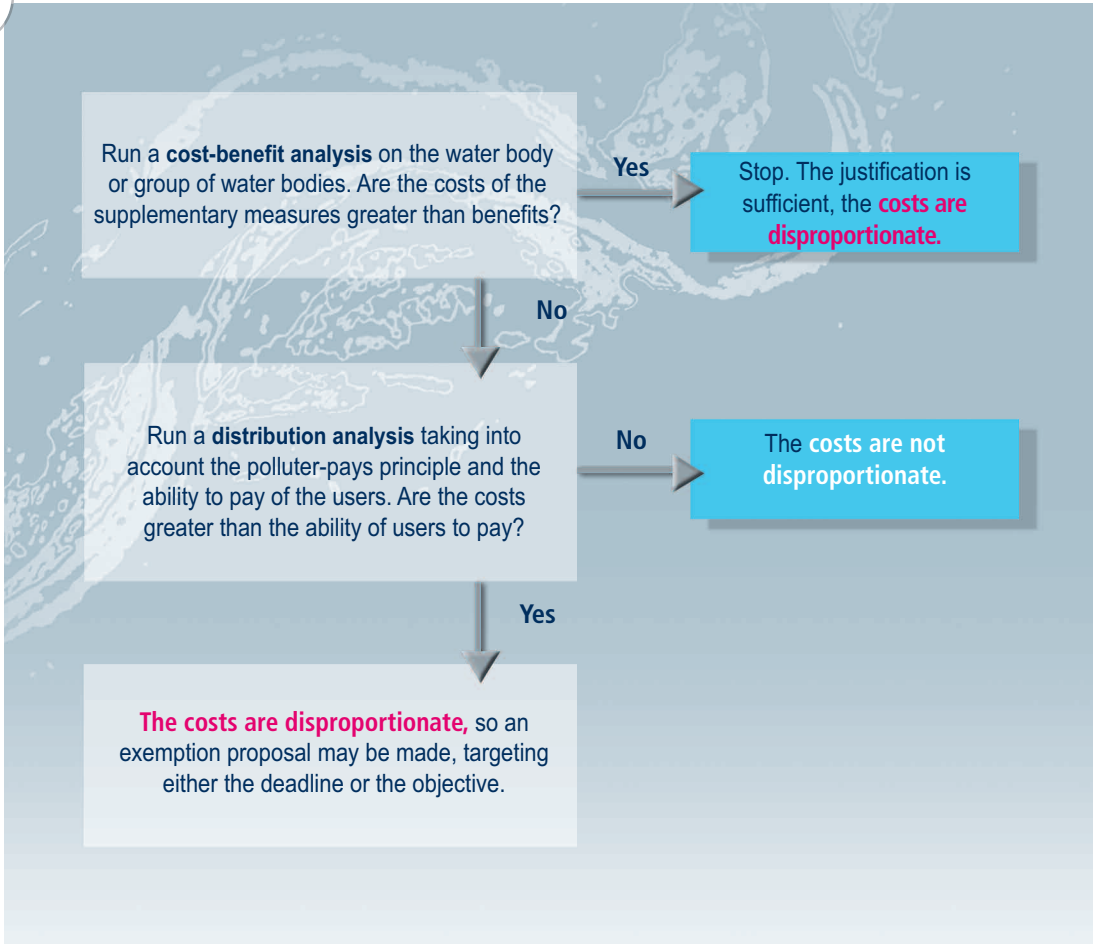 Run a cost-benefit analysis on the water body
or group of water bodies. Are the costs of the
supplementary measures greater than benefits?
Yes
Stop. The justification is
sufficient, the costs are
disproportionate.
No
Run a distribution analysis taking into
account the polluter-pays principle and the
ability to pay of the users. Are the costs
greater than the ability of users to pay?
No
The costs are not
disproportionate.
Yes
The costs are disproportionate, so an
exemption proposal may be made, targeting
either the deadline or the objective.